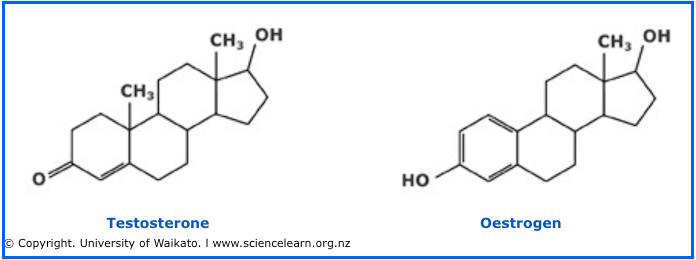 CH₃ OH
CH₃
O
Testosterone
CH₃ OH
HO
Oestrogen
© Copyright. University of Waikato. l www.sciencelearn.org.nz